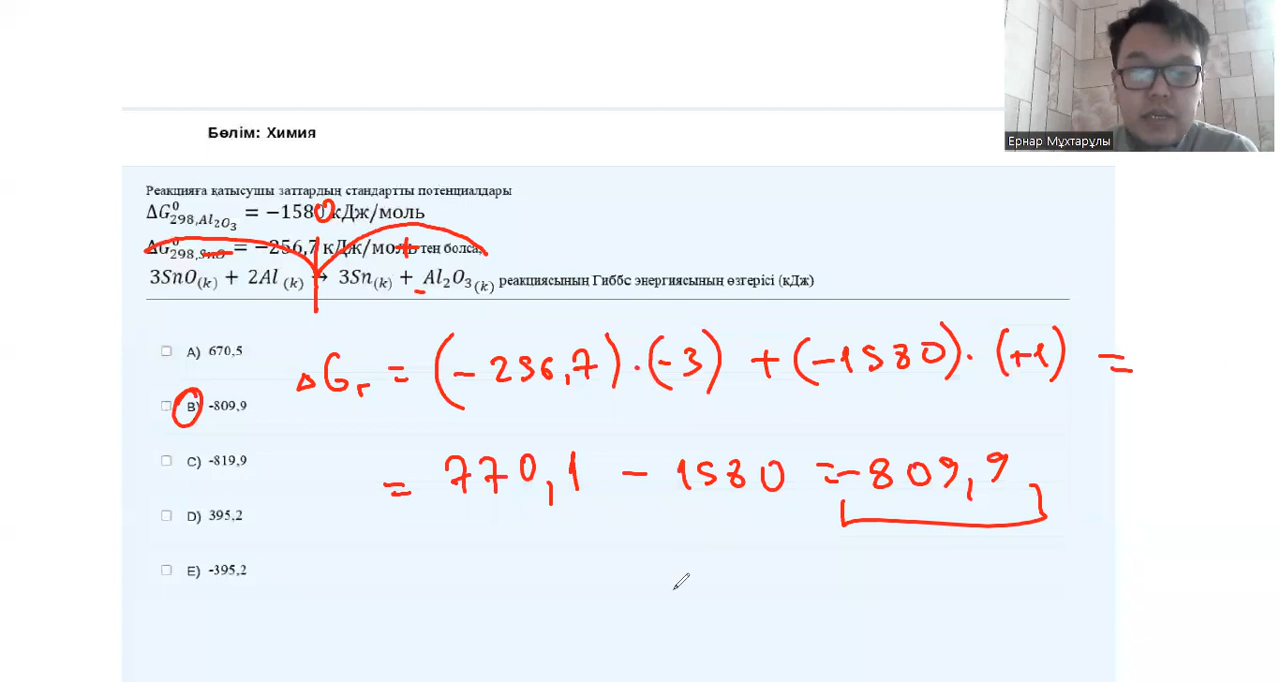 Ернар Мұхтарұлы
Бөлім: Химия
Реакцияға қатысушы заттардың стандартты потенциалдары
ΔG⁰₂₉₈,Al₂O₃ = −1580 кДж/моль
ΔG⁰₂₉₈,SnO = −256,7 кДж/моль тең болса,
3SnO(k) + 2Al (k) → 3Sn(k) + Al₂O₃(k) реакциясының Гиббс энергиясының өзгерісі (кДж)
A) 670,5
B) -809,9
C) -819,9
D) 395,2
E) -395,2
ΔGr = (−256,7)·(−3) + (−1580)·(+1) =
= 770,1 − 1580 = −809,9